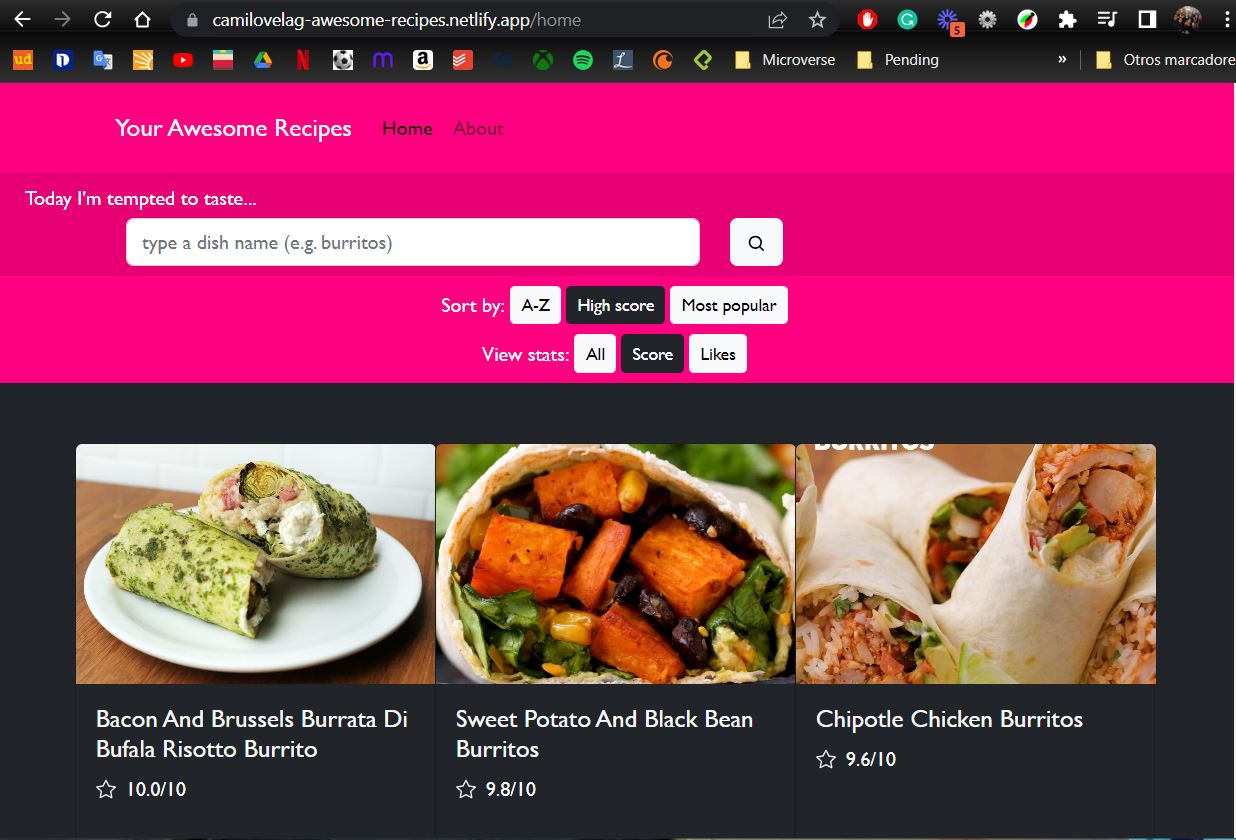 camilovelag-awesome-recipes.netlify.app/home
5
ud
Microverse
Pending
»
Otros marcadore
Your Awesome Recipes
Home
About
Today I'm tempted to taste...
type a dish name (e.g. burritos)
Sort by:
A-Z
High score
Most popular
View stats:
All
Score
Likes
BURRITOS
Bacon And Brussels Burrata Di
Bufala Risotto Burrito
10.0/10
Sweet Potato And Black Bean
Burritos
9.8/10
Chipotle Chicken Burritos
9.6/10